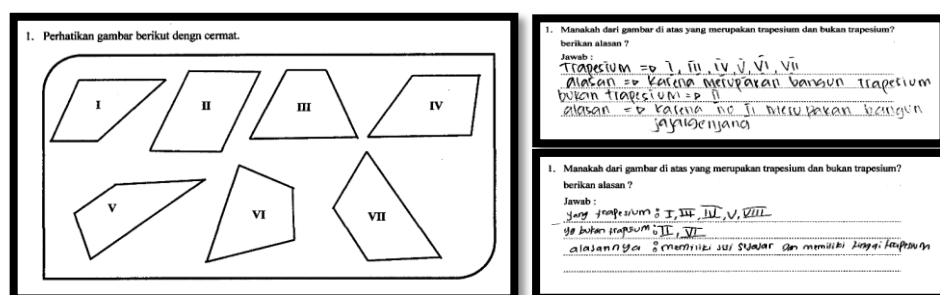 1. Perhatikan gambar berikut dengn cermat.
I
II
III
IV
V
VI
VII
1. Manakah dari gambar di atas yang merupakan trapesium dan bukan trapesium?
berikan alasan ?
Jawab :
Trapesium => I, III, IV, V, VI, VII
alasan => karena merupakan bangun Trapesium
bukan trapesium => II
alasan => karena no II merupakan bangun
jajargenjang
1. Manakah dari gambar di atas yang merupakan trapesium dan bukan trapesium?
berikan alasan ?
Jawab :
yang trapesium : I, III, IV, V, VIII
yg bukan trapsum : II, VI
alasannya : memiliki sisi sejajar dan memiliki tinggi trapesium